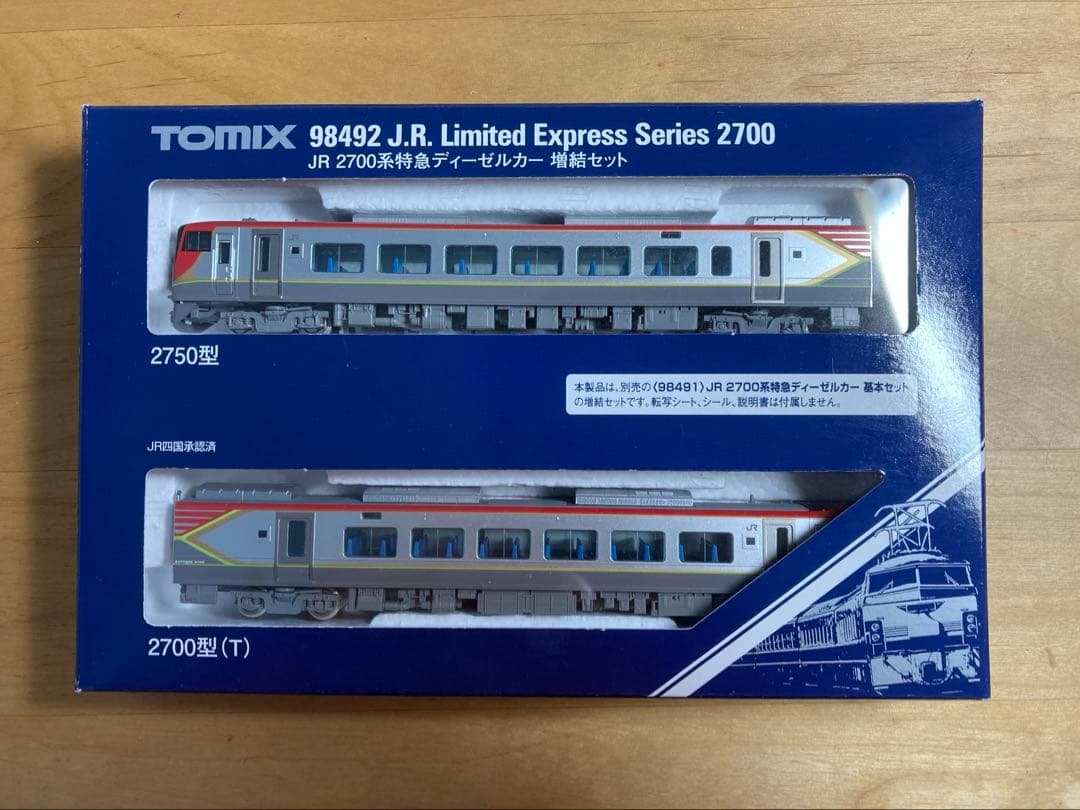 TOMIX 98492 J.R. Limited Express Series 2700
JR 2700系特急ディーゼルカー 増結セット
2750型
本製品は、別売の〈98491〉JR 2700系特急ディーゼルカー 基本セット
の増結セットです。転写シート、シール、説明書は付属しません。
JR四国承認済
JR
2700型(T)